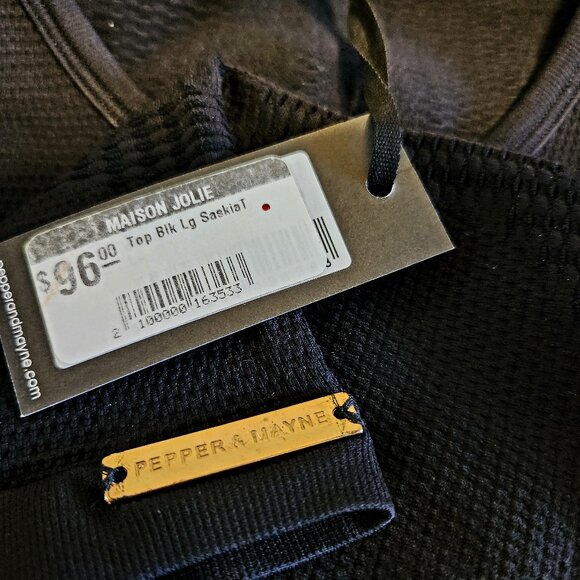 MAISON JOLIE
Top Blk Lg SaskiaT
$96.00
2 100000 163533
pepperandmayne.com
PEPPER & MAYNE